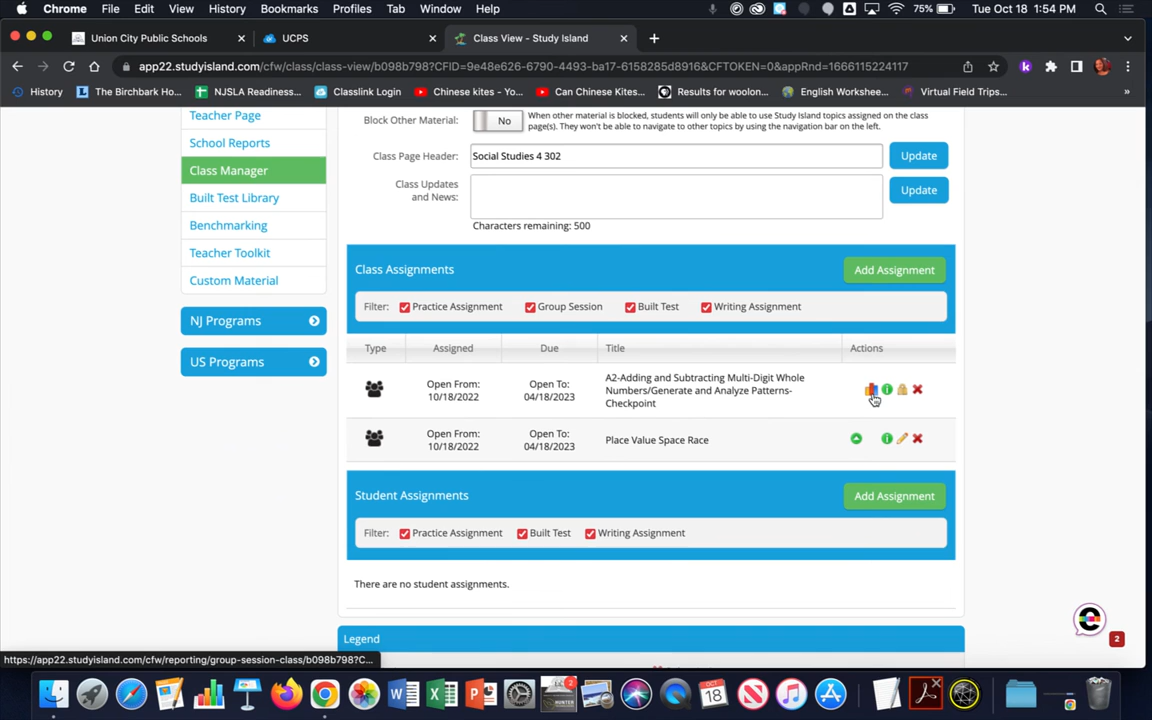 Chrome File Edit View History Bookmarks Profiles Tab Window Help 75% Tue Oct 18 1:54 PM
Union City Public Schools UCPS Class View - Study Island
app22.studyisland.com/cfw/class/class-view/b098b798?CFID=9e48e626-6790-4493-ba17-6158285d8916&CFTOKEN=0&appRnd=1666115224117
History The Birchbark Ho... NJSLA Readiness... Classlink Login Chinese kites - Yo... Can Chinese Kites... Results for woolon... English Workshee... Virtual Field Trips... »
Teacher Page
School Reports
Class Manager
Built Test Library
Benchmarking
Teacher Toolkit
Custom Material
NJ Programs
US Programs
Block Other Material: No When other material is blocked, students will only be able to use Study Island topics assigned on the class
page(s). They won't be able to navigate to other topics by using the navigation bar on the left.
Class Page Header: Social Studies 4 302 Update
Class Updates
and News: Update
Characters remaining: 500
Class Assignments Add Assignment
Filter: Practice Assignment Group Session Built Test Writing Assignment
Type Assigned Due Title Actions
Open From:
10/18/2022
Open To:
04/18/2023
A2-Adding and Subtracting Multi-Digit Whole
Numbers/Generate and Analyze Patterns-
Checkpoint
Open From:
10/18/2022
Open To:
04/18/2023
Place Value Space Race
Student Assignments Add Assignment
Filter: Practice Assignment Built Test Writing Assignment
There are no student assignments.
Legend
2
https://app22.studyisland.com/cfw/reporting/group-session-class/b098b798?C...
OCT
18